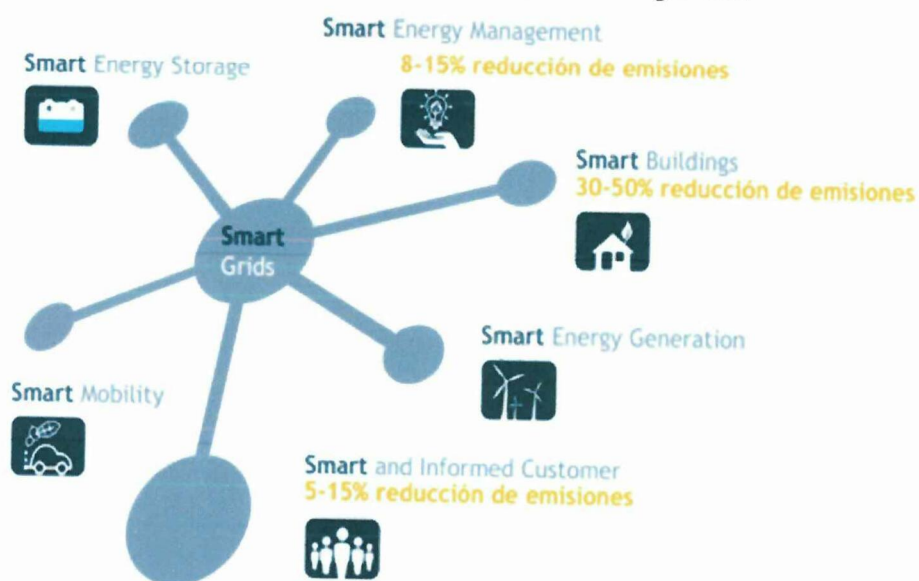 Smart Energy Management
8-15% reducción de emisiones
Smart Energy Storage
Smart Buildings
30-50% reducción de emisiones
Smart
Grids
Smart Energy Generation
Smart Mobility
Smart and Informed Customer
5-15% reducción de emisiones